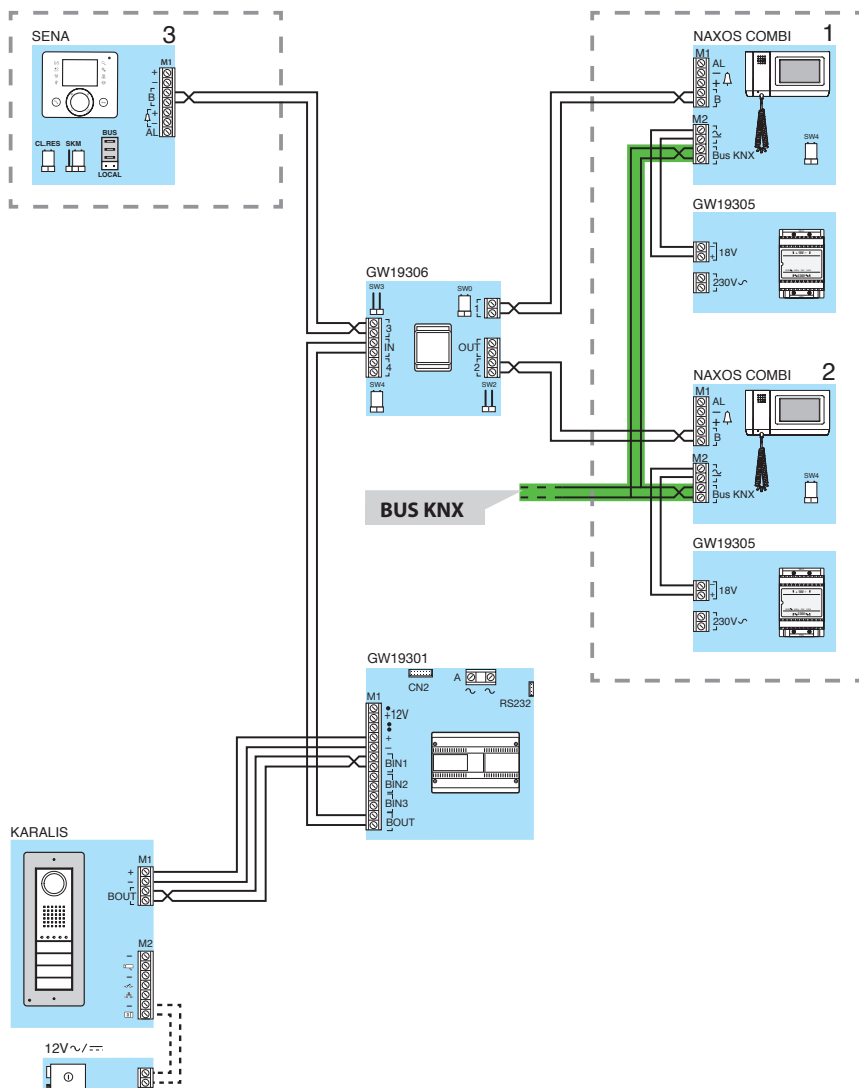 SENA 3
M1
+
–
B
+
–
AL
CL.RES SKM
BUS
LOCAL
NAXOS COMBI 1
M1
AL
–
+
B
M2
2
Bus KNX
SW4
GW19305
–
+
18V
230V~
GW19306
SW3
SW0
1
3
IN
4
OUT
2
SW4
SW2
NAXOS COMBI 2
M1
AL
–
+
B
M2
2
Bus KNX
SW4
BUS KNX
GW19305
–
+
18V
230V~
GW19301
CN2
A
~ ~
RS232
M1
+12V
+
–
BIN1
BIN2
BIN3
BOUT
KARALIS
M1
+
–
BOUT
M2
–
–
–
12V~/⎓